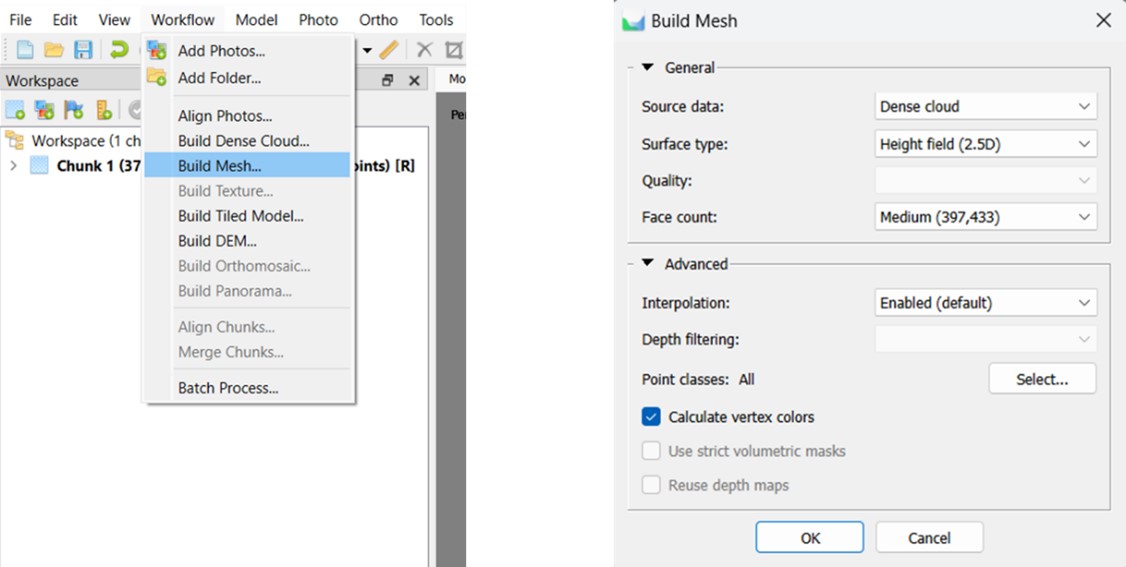 File Edit View Workflow Model Photo Ortho Tools
Workspace
Mo
Pe
Workspace (1 ch
Chunk 1 (37
oints) [R]
Add Photos...
Add Folder...
Align Photos...
Build Dense Cloud...
Build Mesh...
Build Texture...
Build Tiled Model...
Build DEM...
Build Orthomosaic...
Build Panorama...
Align Chunks...
Merge Chunks...
Batch Process...
Build Mesh
General
Source data: Dense cloud
Surface type: Height field (2.5D)
Quality:
Face count: Medium (397,433)
Advanced
Interpolation: Enabled (default)
Depth filtering:
Point classes: All Select...
Calculate vertex colors
Use strict volumetric masks
Reuse depth maps
OK Cancel